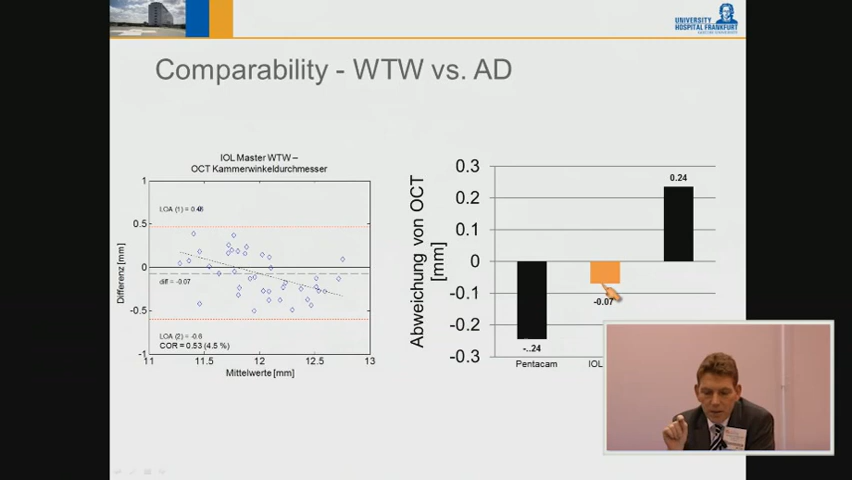 UNIVERSITY
HOSPITAL FRANKFURT
Comparability - WTW vs. AD
IOL Master WTW –
OCT Kammerwinkeldurchmesser
1
0.5
0
-0.5
-1
LOA (1) = 0.46
diff = -0.07
LOA (2) = -0.6
COR = 0.53 (4.5 %)
Differenz [mm]
11
11.5
12
12.5
13
Mittelwerte [mm]
Abweichung von OCT
[mm]
0.3
0.2
0.1
0
-0.1
-0.2
-0.3
0.24
-0.07
-..24
Pentacam
IOL